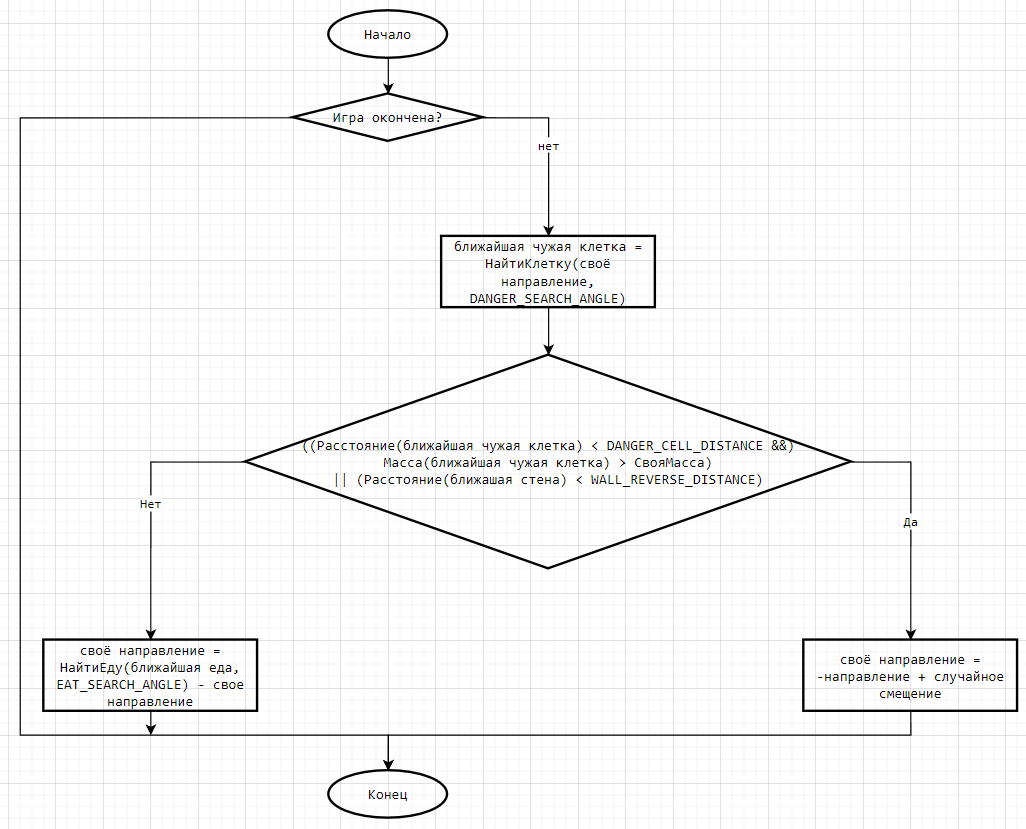 Начало
Игра окончена?
нет
ближайшая чужая клетка =
НайтиКлетку(своё
направление,
DANGER_SEARCH_ANGLE)
((Расстояние(ближайшая чужая клетка) < DANGER_CELL_DISTANCE &&)
Масса(ближайшая чужая клетка) > СвояМасса)
|| (Расстояние(ближашая стена) < WALL_REVERSE_DISTANCE)
Нет
Да
своё направление =
НайтиЕду(ближайшая еда,
EAT_SEARCH_ANGLE) - свое
направление
своё направление =
-направление + случайное
смещение
Конец